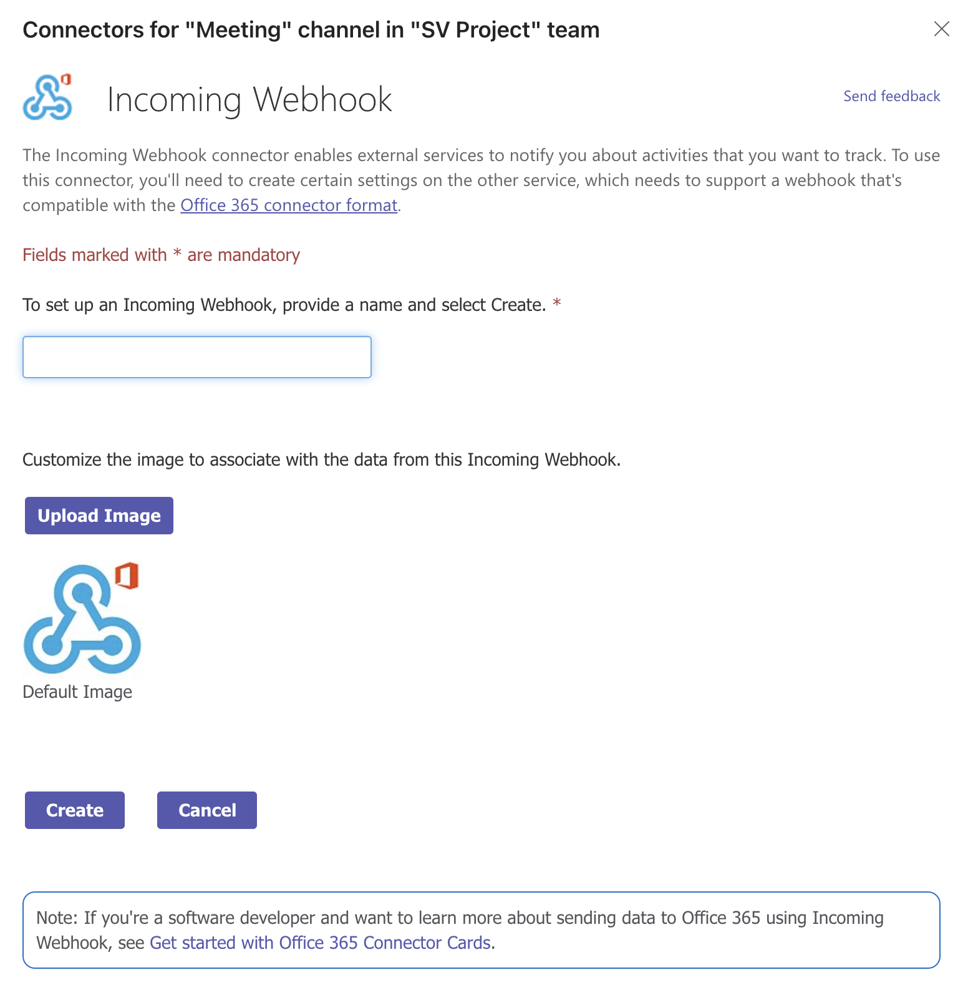 Connectors for "Meeting" channel in "SV Project" team
Incoming Webhook
Send feedback
The Incoming Webhook connector enables external services to notify you about activities that you want to track. To use
this connector, you'll need to create certain settings on the other service, which needs to support a webhook that's
compatible with the Office 365 connector format.
Fields marked with * are mandatory
To set up an Incoming Webhook, provide a name and select Create. *
Customize the image to associate with the data from this Incoming Webhook.
Upload Image
Default Image
Create
Cancel
Note: If you're a software developer and want to learn more about sending data to Office 365 using Incoming
Webhook, see Get started with Office 365 Connector Cards.